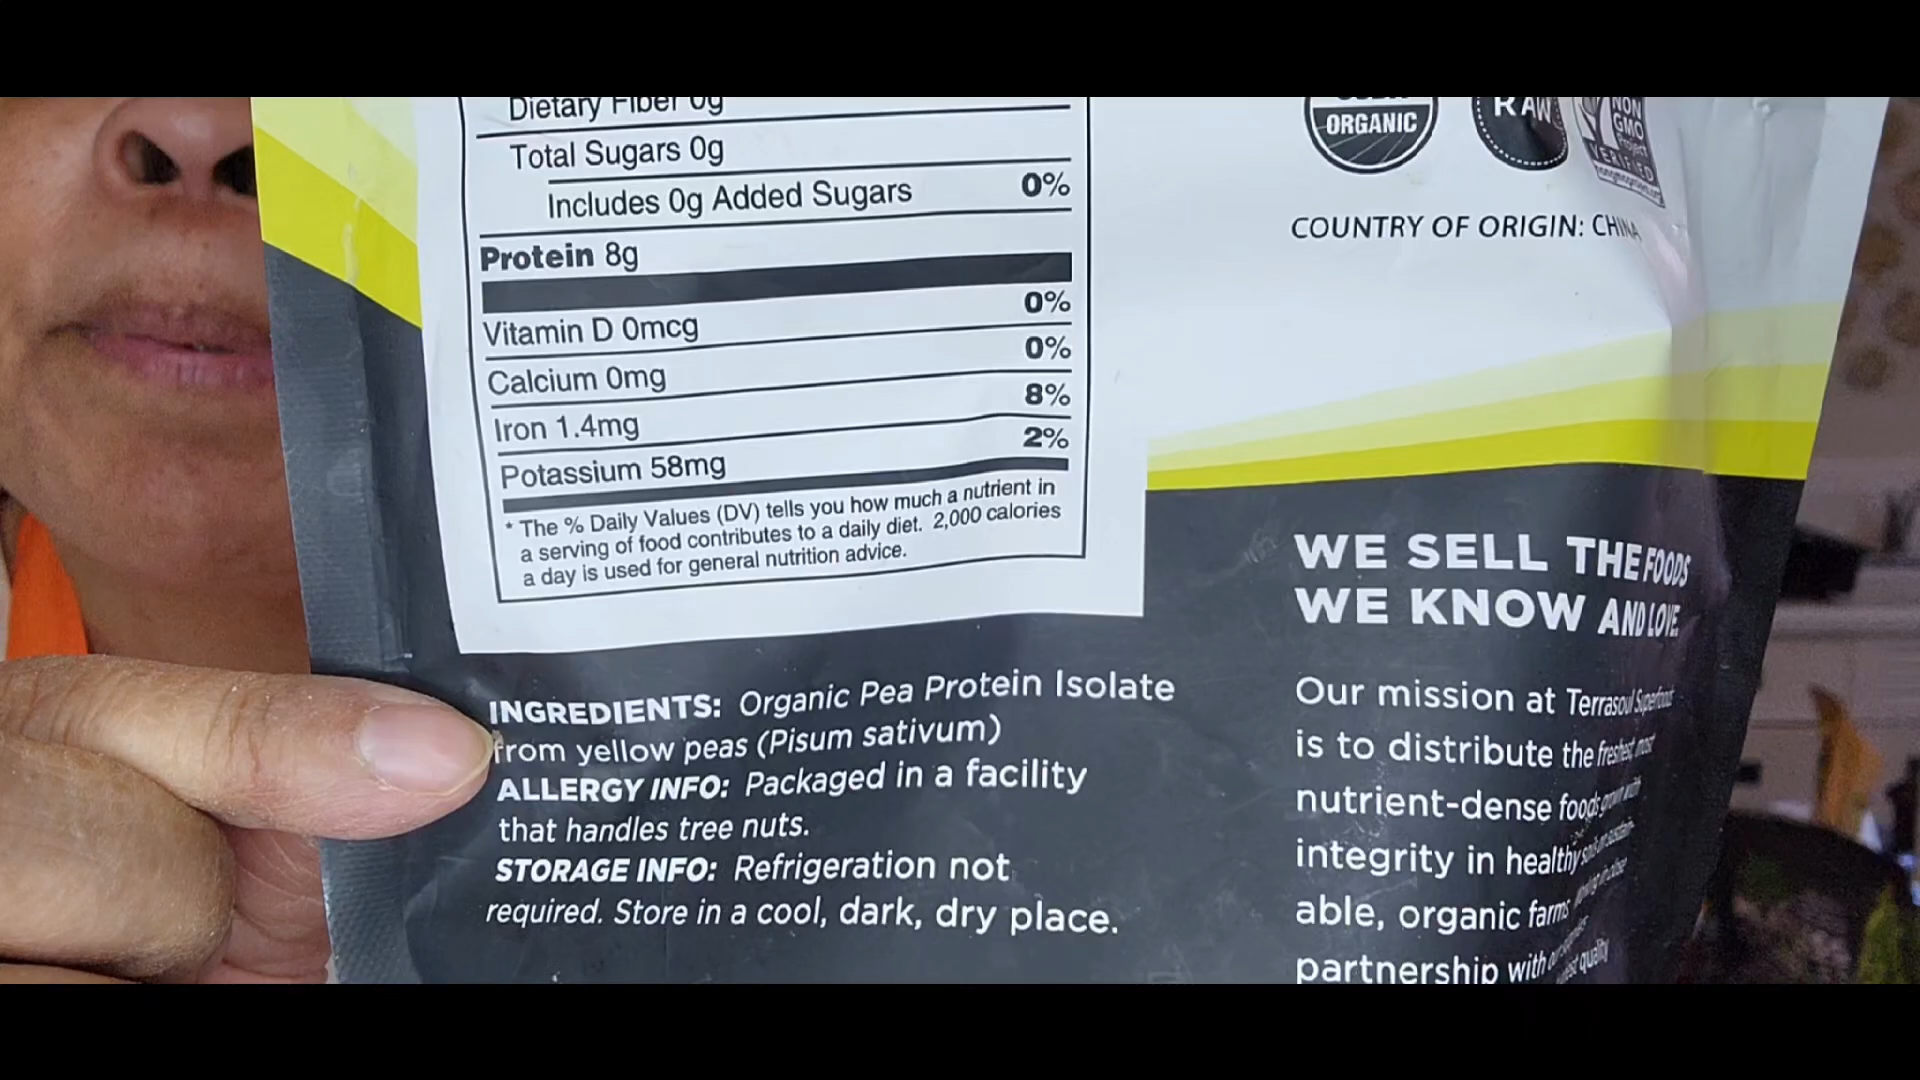 Dietary Fiber 0g
Total Sugars 0g
Includes 0g Added Sugars 0%
Protein 8g
Vitamin D 0mcg 0%
Calcium 0mg 0%
Iron 1.4mg 8%
Potassium 58mg 2%
* The % Daily Values (DV) tells you how much a nutrient in
a serving of food contributes to a daily diet. 2,000 calories
a day is used for general nutrition advice.
INGREDIENTS: Organic Pea Protein Isolate
from yellow peas (Pisum sativum)
ALLERGY INFO: Packaged in a facility
that handles tree nuts.
STORAGE INFO: Refrigeration not
required. Store in a cool, dark, dry place.
ORGANIC
RAW
NON
GMO
Project
VERIFIED
COUNTRY OF ORIGIN: CHINA
WE SELL THE FOODS
WE KNOW AND LOVE
Our mission at Terrasoul Superfoods
is to distribute the freshest, most
nutrient-dense foods grown with
integrity in healthy
able, organic farms
partnership with